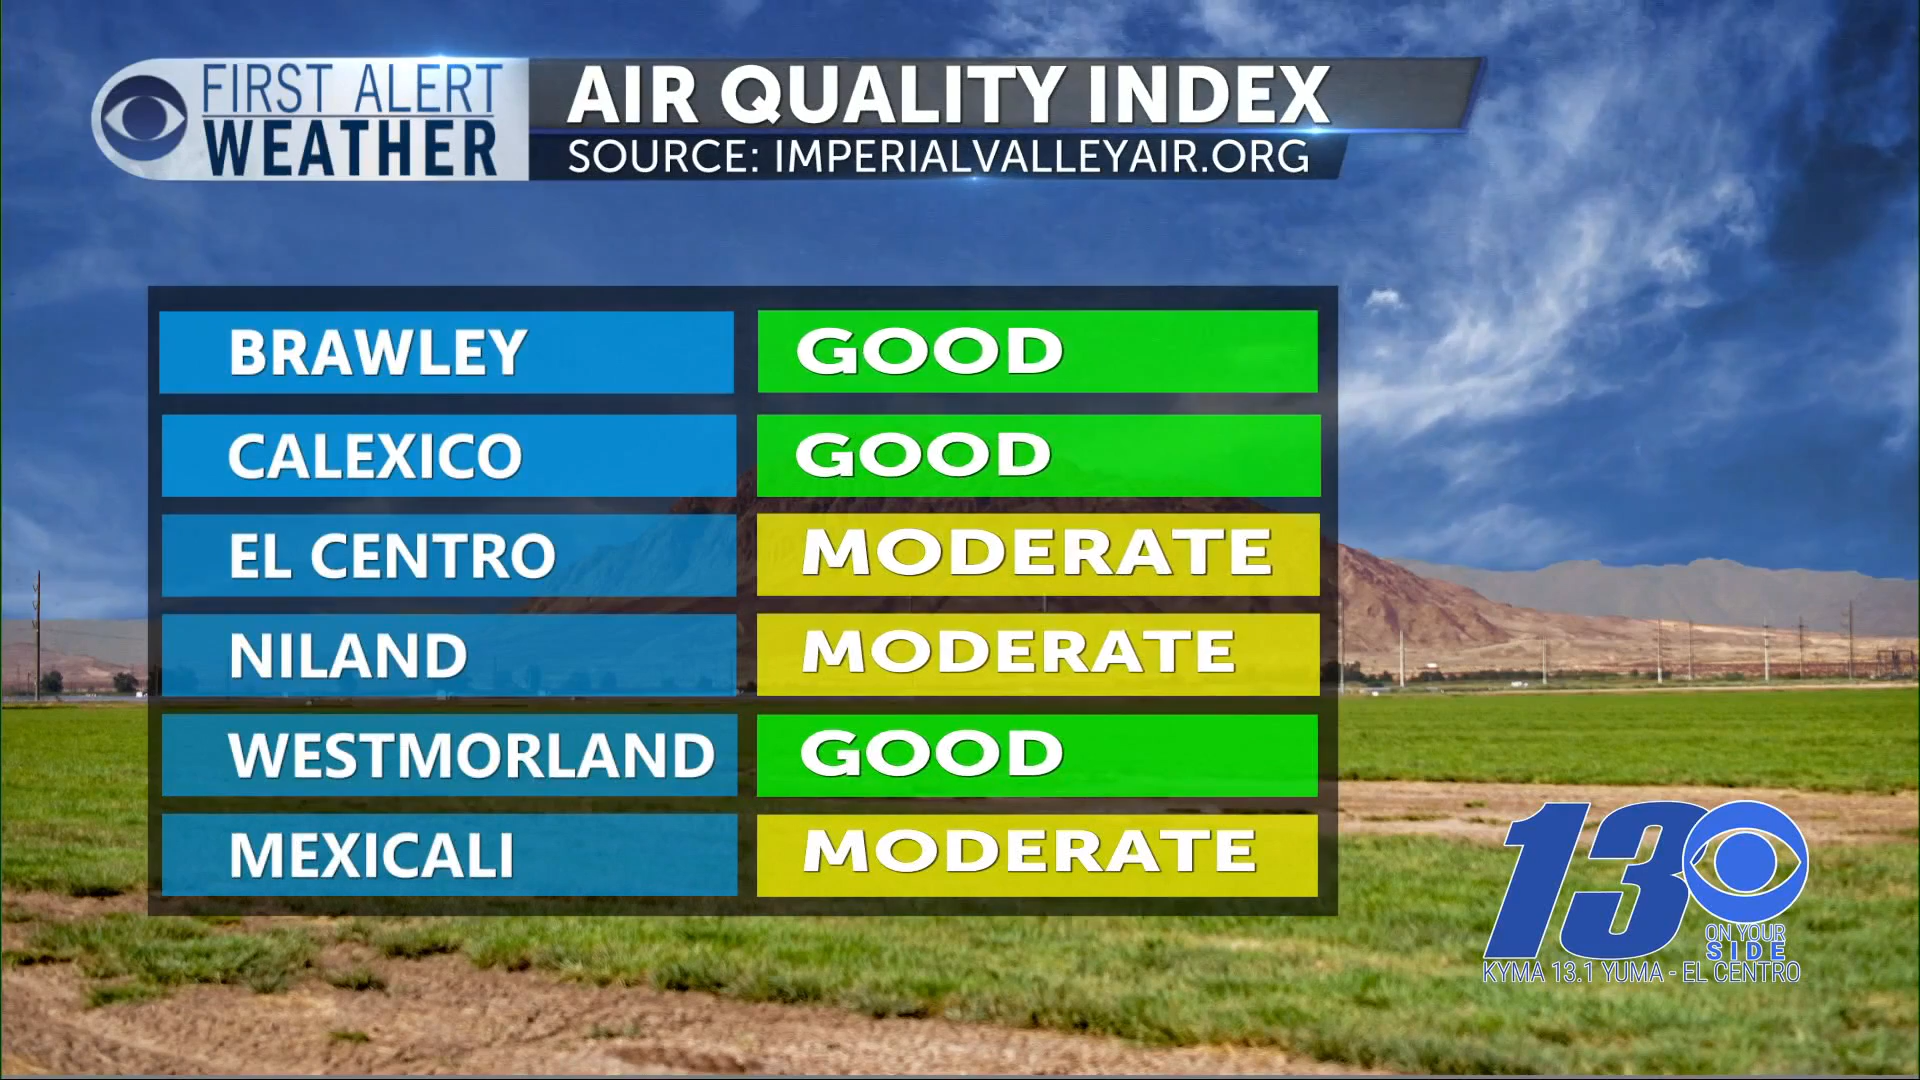 FIRST ALERT
WEATHER
AIR QUALITY INDEX
SOURCE: IMPERIALVALLEYAIR.ORG
BRAWLEY GOOD
CALEXICO GOOD
EL CENTRO MODERATE
NILAND MODERATE
WESTMORLAND GOOD
MEXICALI MODERATE
13
ON YOUR
SIDE
KYMA 13.1 YUMA - EL CENTRO